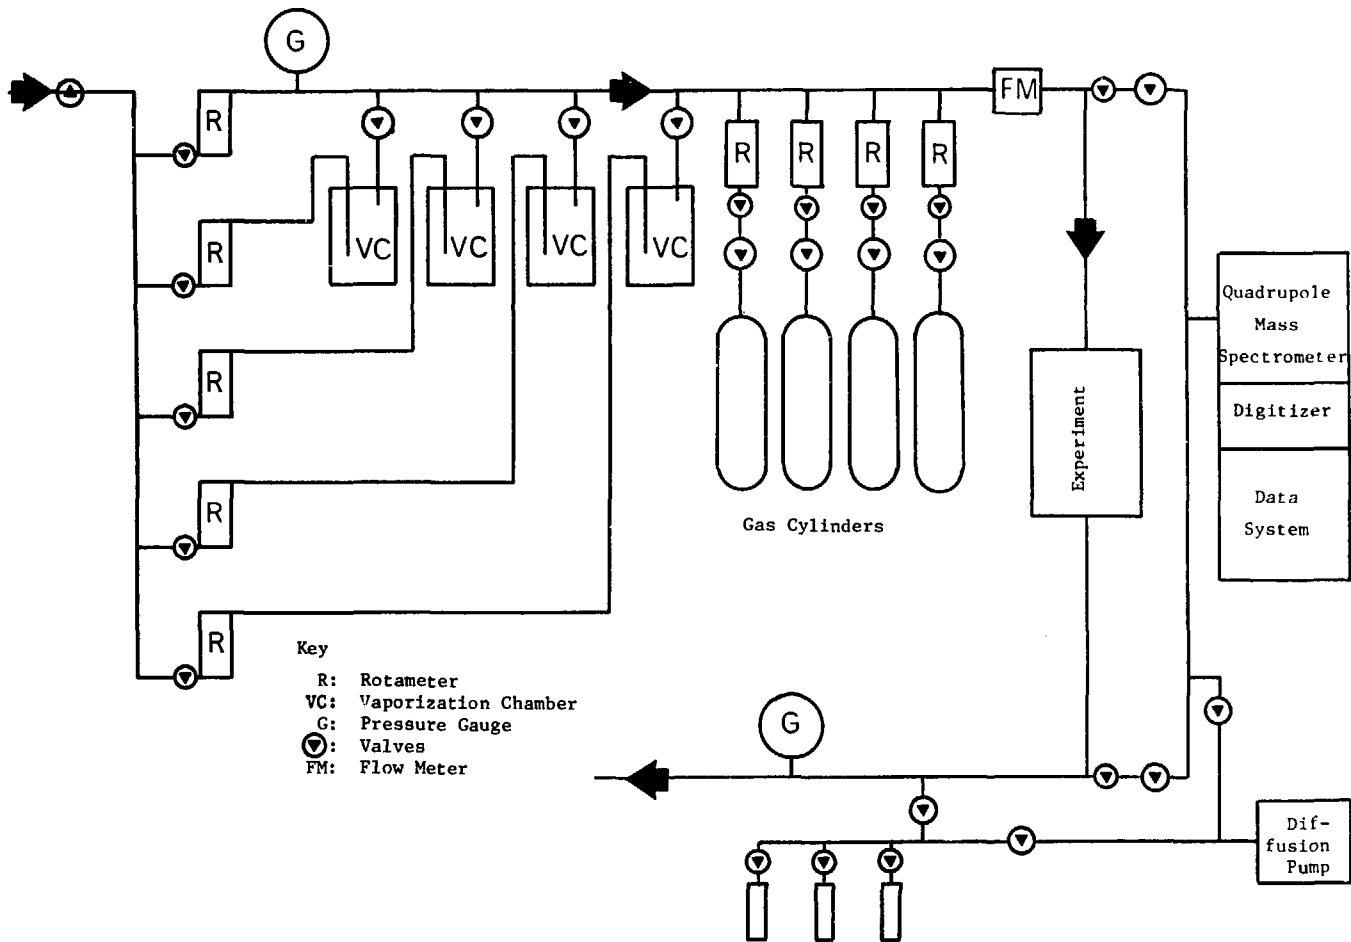 G
R
FM
R
R
R
R
R
VC
VC
VC
VC
Quadrupole
Mass
Spectrometer
R
Digitizer
Experiment
Data
System
R
Gas Cylinders
R
Key
R: Rotameter
VC: Vaporization Chamber
G: Pressure Gauge
: Valves
FM: Flow Meter
G
Dif-
fusion
Pump